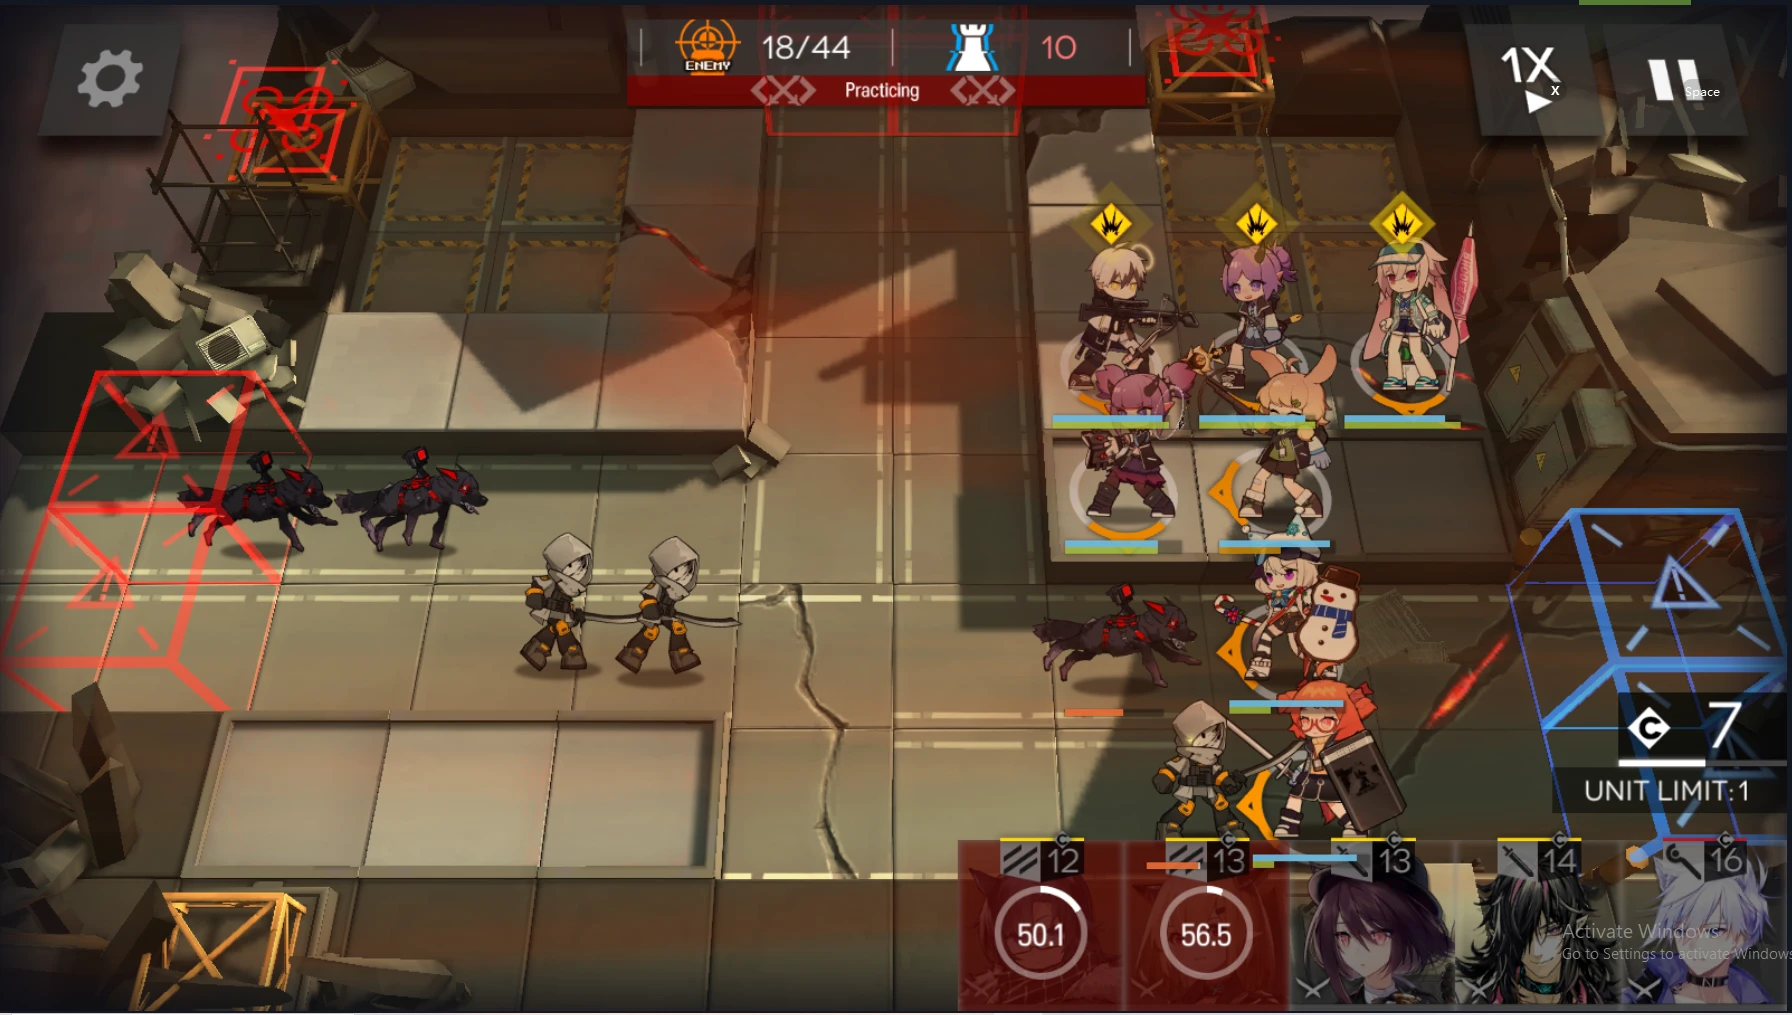 ENEMY
18/44
10
Practicing
1X
X
Space
C 7
UNIT LIMIT:1
C 12
C 13
C 13
C 14
C 16
50.1
56.5
Activate Windows
Go to Settings to activate Windows